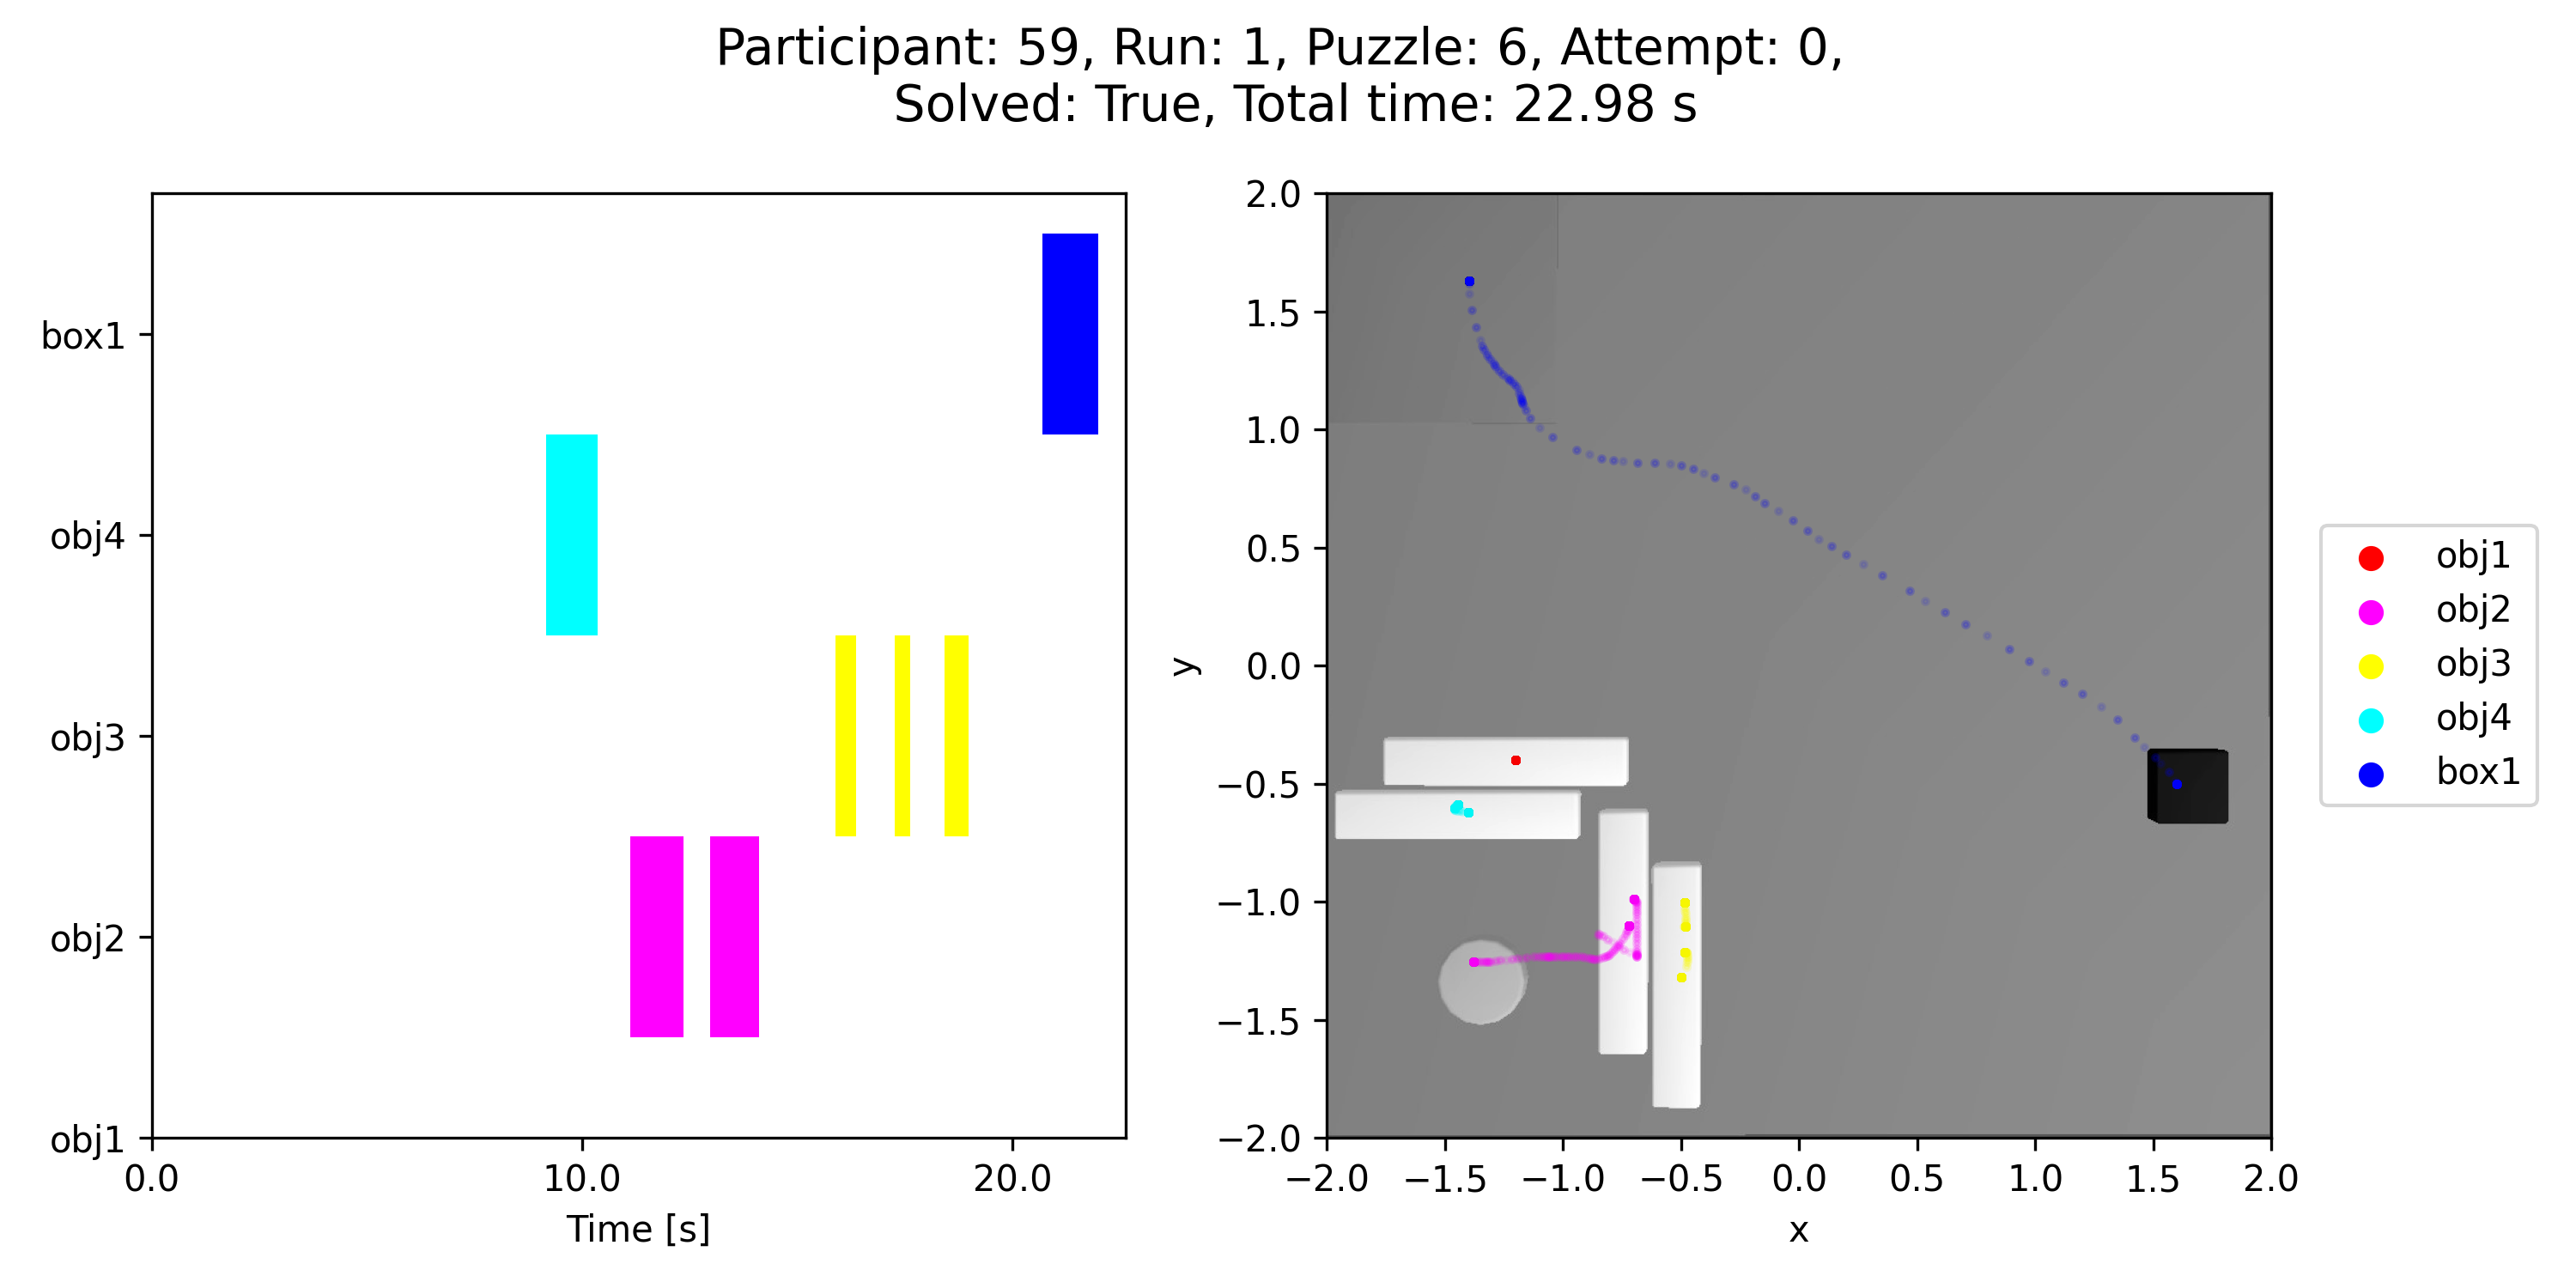 Participant: 59, Run: 1, Puzzle: 6, Attempt: 0,
Solved: True, Total time: 22.98 s
box1
obj4
obj3
obj2
obj1
0.0 10.0 20.0
Time [s]
2.0
1.5
1.0
0.5
0.0
−0.5
−1.0
−1.5
−2.0
y
−2.0 −1.5 −1.0 −0.5 0.0 0.5 1.0 1.5 2.0
x
obj1
obj2
obj3
obj4
box1